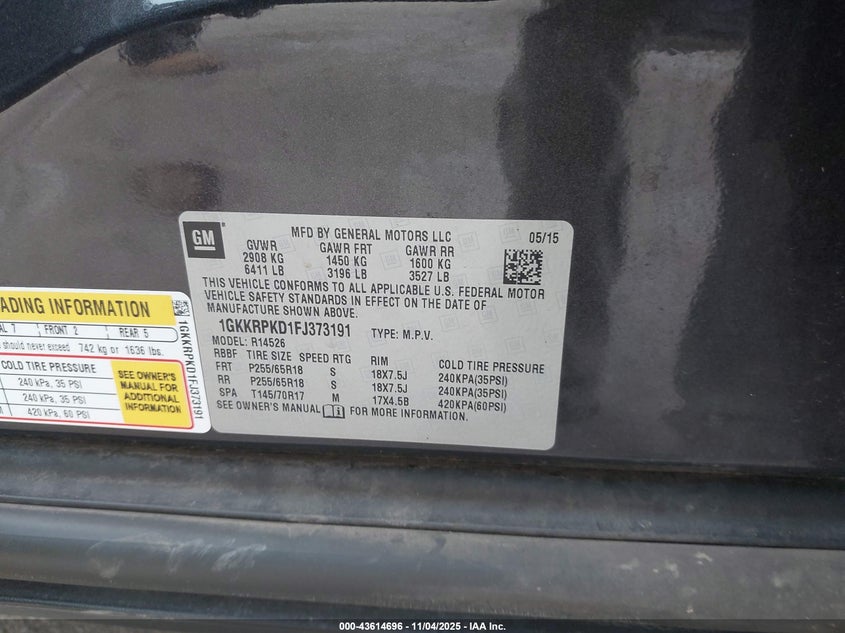 GM
MFD BY GENERAL MOTORS LLC
05/15
GVWR GAWR FRT GAWR RR
2908 KG 1450 KG 1600 KG
6411 LB 3196 LB 3527 LB
THIS VEHICLE CONFORMS TO ALL APPLICABLE U.S. FEDERAL MOTOR
VEHICLE SAFETY STANDARDS IN EFFECT ON THE DATE OF
MANUFACTURE SHOWN ABOVE.
1GKKRPKD1FJ373191 TYPE: M.P.V.
MODEL: R14526
RBBF TIRE SIZE SPEED RTG RIM COLD TIRE PRESSURE
FRT P255/65R18 S 18X7.5J 240KPA(35PSI)
RR P255/65R18 S 18X7.5J 240KPA(35PSI)
SPA T145/70R17 M 17X4.5B 420KPA(60PSI)
SEE OWNER'S MANUAL FOR MORE INFORMATION.
ADING INFORMATION
AL 7 FRONT 2 REAR 5
should never exceed 742 kg or 1636 lbs.
COLD TIRE PRESSURE
240 kPa, 35 PSI
240 kPa, 35 PSI
M 420 kPa, 60 PSI
SEE OWNER'S
MANUAL FOR
ADDITIONAL
INFORMATION
1GKKRPKD1FJ373191
000-43614696 - 11/04/2025 - IAA Inc.